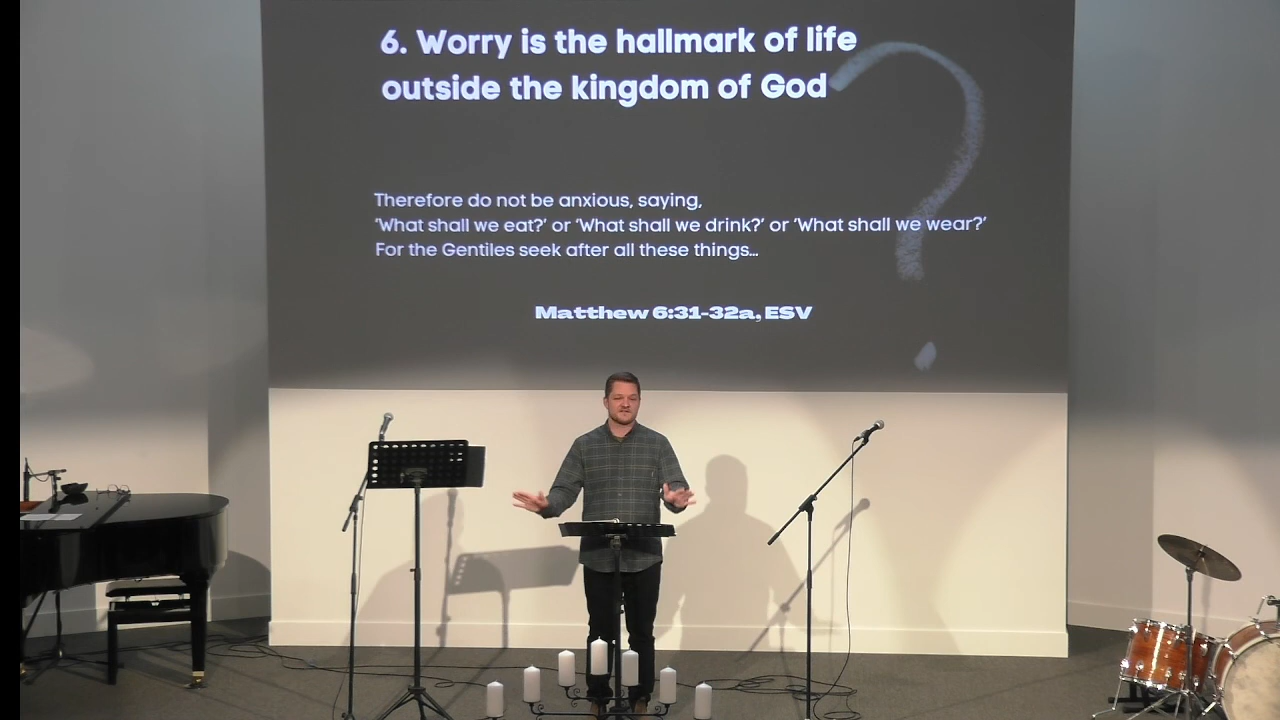 6. Worry is the hallmark of life
outside the kingdom of God
Therefore do not be anxious, saying,
‘What shall we eat?’ or ‘What shall we drink?’ or ‘What shall we wear?’
For the Gentiles seek after all these things...
Matthew 6:31-32a, ESV